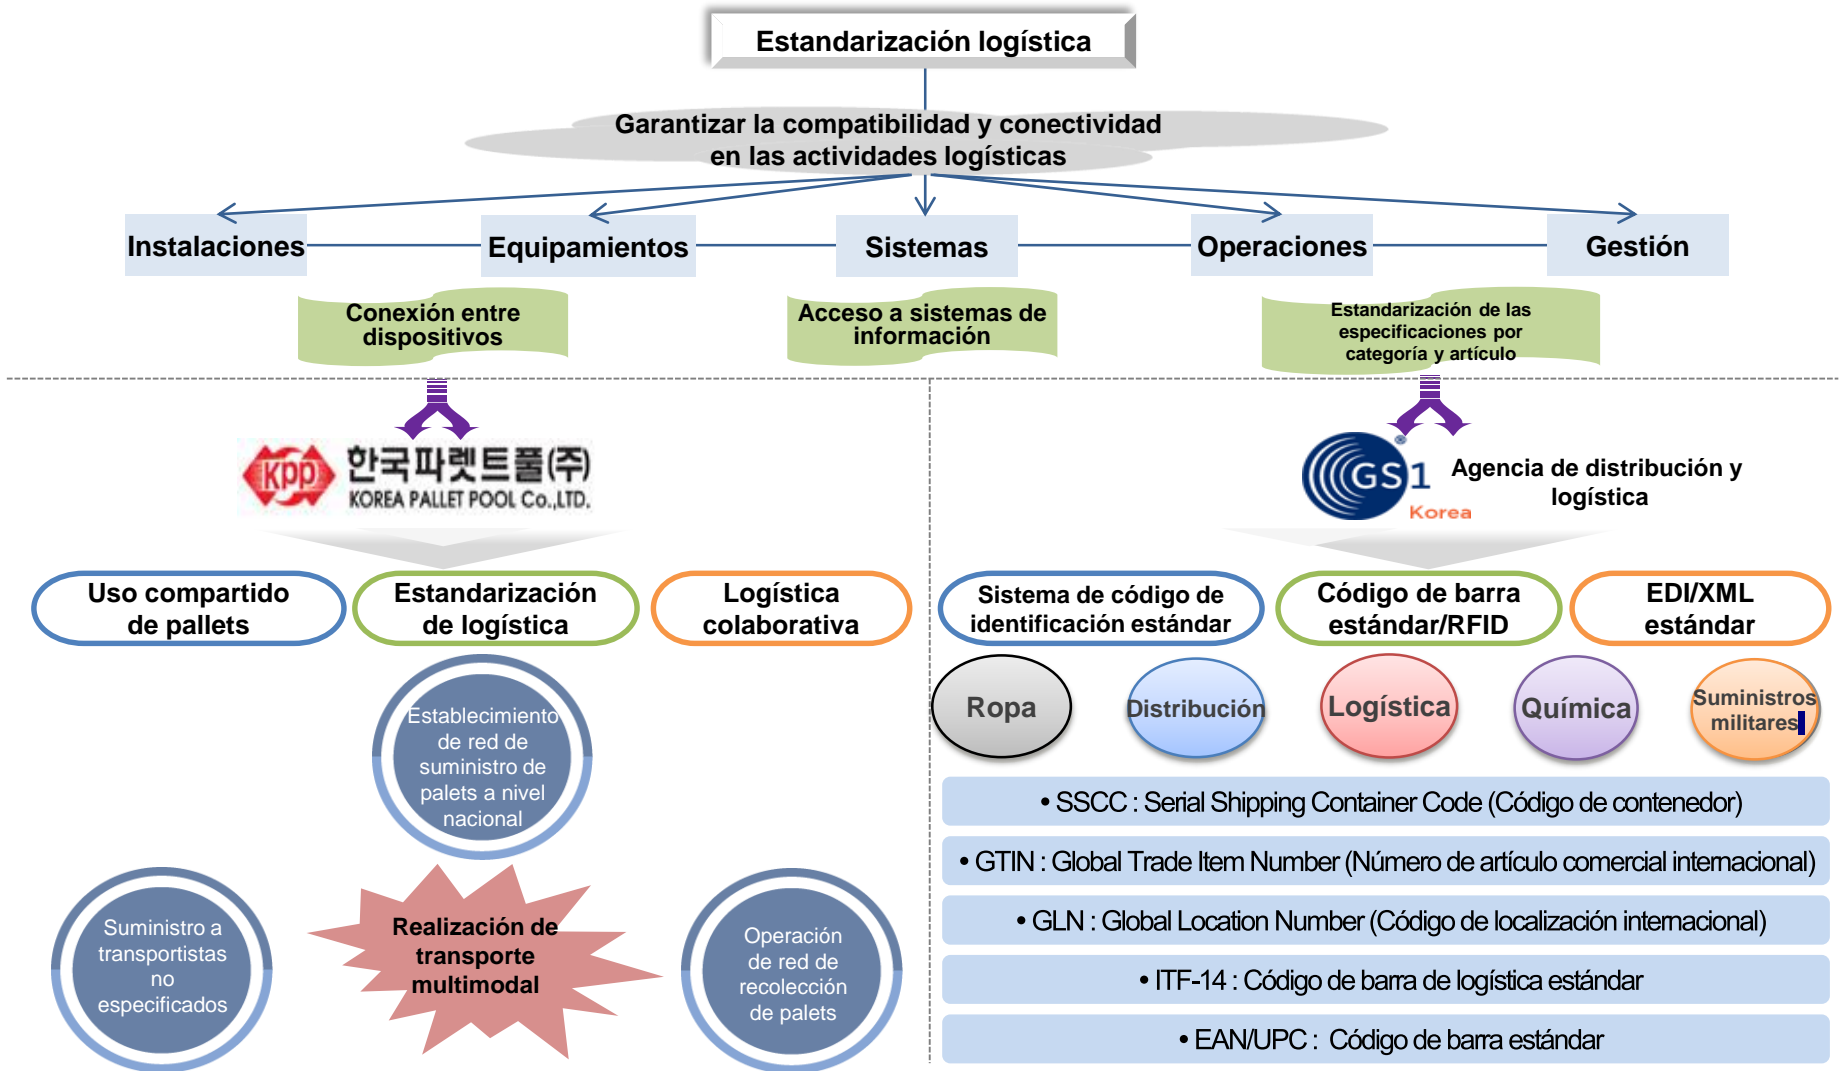 Estandarización logística
Garantizar la compatibilidad y conectividad
en las actividades logísticas
Instalaciones
Equipamientos
Sistemas
Operaciones
Gestión
Conexión entre
dispositivos
Acceso a sistemas de
información
Estandarización de las
especificaciones por
categoría y artículo
KPP
한국파렛트풀(주)
KOREA PALLET POOL Co.,LTD.
GS1
®
Korea
Agencia de distribución y
logística
Uso compartido
de pallets
Estandarización
de logística
Logística
colaborativa
Establecimiento
de red de
suministro de
palets a nivel
nacional
Suministro a
transportistas
no
especificados
Realización de
transporte
multimodal
Operación
de red de
recolección
de palets
Sistema de código de
identificación estándar
Código de barra
estándar/RFID
EDI/XML
estándar
Ropa
Distribución
Logística
Química
Suministros
militares
• SSCC : Serial Shipping Container Code (Código de contenedor)
• GTIN : Global Trade Item Number (Número de artículo comercial internacional)
• GLN : Global Location Number (Código de localización internacional)
• ITF-14 : Código de barra de logística estándar
• EAN/UPC : Código de barra estándar